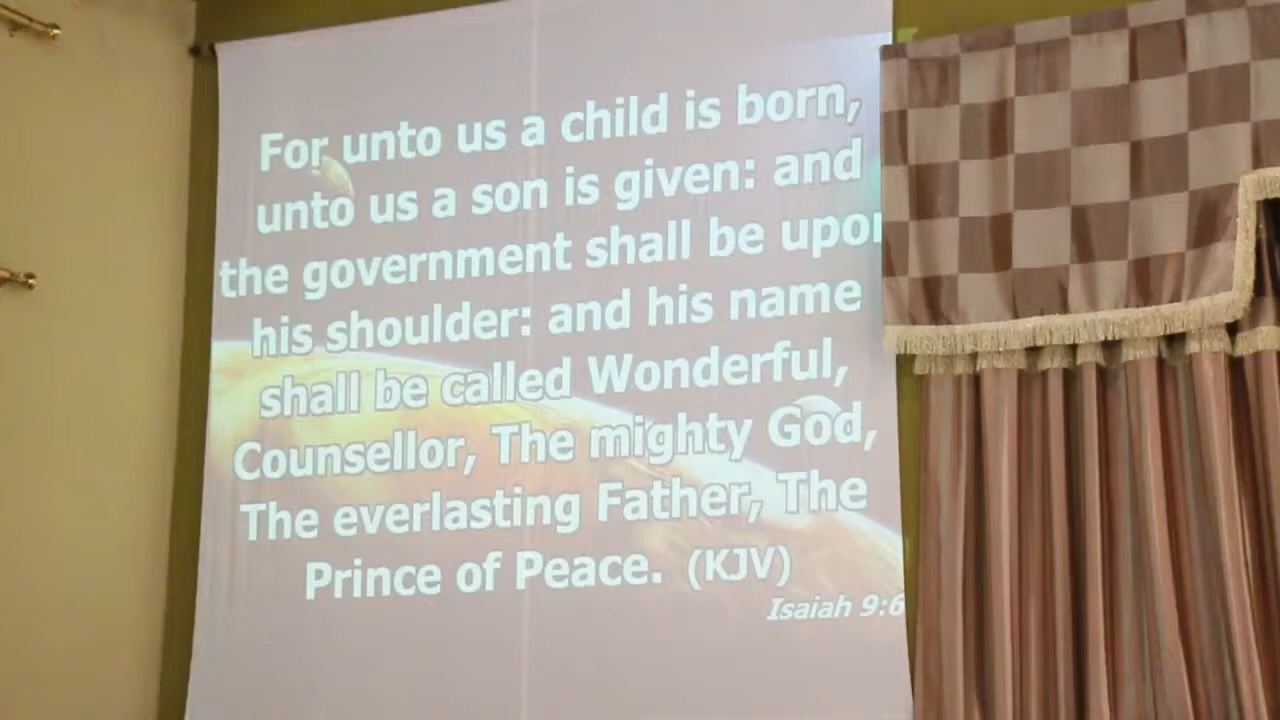 For unto us a child is born,
unto us a son is given: and
the government shall be upon
his shoulder: and his name
shall be called Wonderful,
Counsellor, The mighty God,
The everlasting Father, The
Prince of Peace. (KJV)
Isaiah 9:6